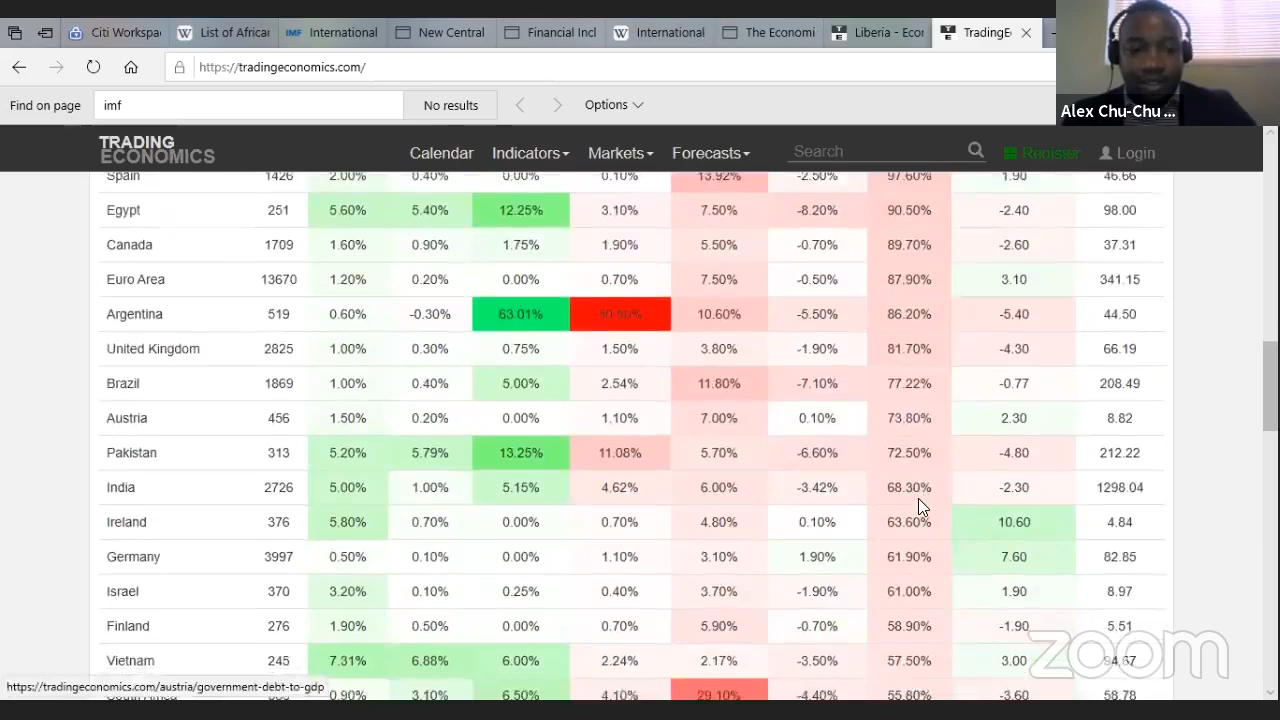 Citi Workspa
List of African
IMF International
New Central
International
The Econom
Liberia - Econ
TradingEc
https://tradingeconomics.com/
Find on page imf No results Options
Alex Chu-Chu ...
TRADING
ECONOMICS
Calendar Indicators Markets Forecasts Search Register Login
Spain 1426 2.00% 0.40% 0.00% 0.10% 13.92% -2.50% 97.60% 1.90 46.66
Egypt 251 5.60% 5.40% 12.25% 3.10% 7.50% -8.20% 90.50% -2.40 98.00
Canada 1709 1.60% 0.90% 1.75% 1.90% 5.50% -0.70% 89.70% -2.60 37.31
Euro Area 13670 1.20% 0.20% 0.00% 0.70% 7.50% -0.50% 87.90% 3.10 341.15
Argentina 519 0.60% -0.30% 63.01% 10.60% -5.50% 86.20% -5.40 44.50
United Kingdom 2825 1.00% 0.30% 0.75% 1.50% 3.80% -1.90% 81.70% -4.30 66.19
Brazil 1869 1.00% 0.40% 5.00% 2.54% 11.80% -7.10% 77.22% -0.77 208.49
Austria 456 1.50% 0.20% 0.00% 1.10% 7.00% 0.10% 73.80% 2.30 8.82
Pakistan 313 5.20% 5.79% 13.25% 11.08% 5.70% -6.60% 72.50% -4.80 212.22
India 2726 5.00% 1.00% 5.15% 4.62% 6.00% -3.42% 68.30% -2.30 1298.04
Ireland 376 5.80% 0.70% 0.00% 0.70% 4.80% 0.10% 63.60% 10.60 4.84
Germany 3997 0.50% 0.10% 0.00% 1.10% 3.10% 1.90% 61.90% 7.60 82.85
Israel 370 3.20% 0.10% 0.25% 0.40% 3.70% -1.90% 61.00% 1.90 8.97
Finland 276 1.90% 0.50% 0.00% 0.70% 5.90% -0.70% 58.90% -1.90 5.51
Vietnam 245 7.31% 6.88% 6.00% 2.24% 2.17% -3.50% 57.50% 3.00 94.67
zoom
https://tradingeconomics.com/austria/government-debt-to-gdp
0.90% 3.10% 6.50% 4.10% 29.10% -4.40% 55.80% -3.60 58.78